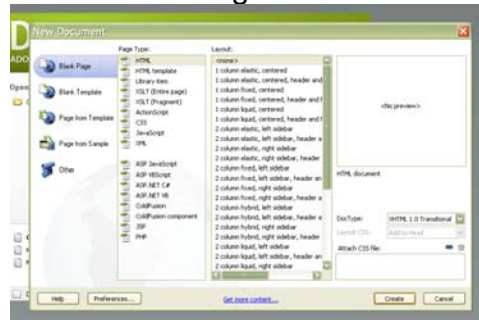 New Document
Blank Page
Blank Template
Page from Template
Page from Sample
Other
Page Type:
HTML
HTML template
Library item
XSLT (Entire page)
XSLT (Fragment)
ActionScript
CSS
JavaScript
XML
ASP JavaScript
ASP VBScript
ASP.NET C#
ASP.NET VB
ColdFusion
ColdFusion component
JSP
PHP
Layout:
<none>
1 column elastic, centered
1 column elastic, centered, header and
1 column fixed, centered
1 column fixed, centered, header and f
1 column liquid, centered
1 column liquid, centered, header and f
2 column elastic, left sidebar
2 column elastic, left sidebar, header a
2 column elastic, right sidebar
2 column elastic, right sidebar, header
2 column fixed, left sidebar
2 column fixed, left sidebar, header an
2 column fixed, right sidebar
2 column fixed, right sidebar, header a
2 column hybrid, left sidebar
2 column hybrid, left sidebar, header a
2 column hybrid, right sidebar
2 column hybrid, right sidebar, header
2 column liquid, left sidebar
2 column liquid, left sidebar, header an
2 column liquid, right sidebar
<no preview>
HTML document
DocType: XHTML 1.0 Transitional
Layout CSS: Add to Head
Attach CSS file:
Help
Preferences...
Get more content...
Create
Cancel